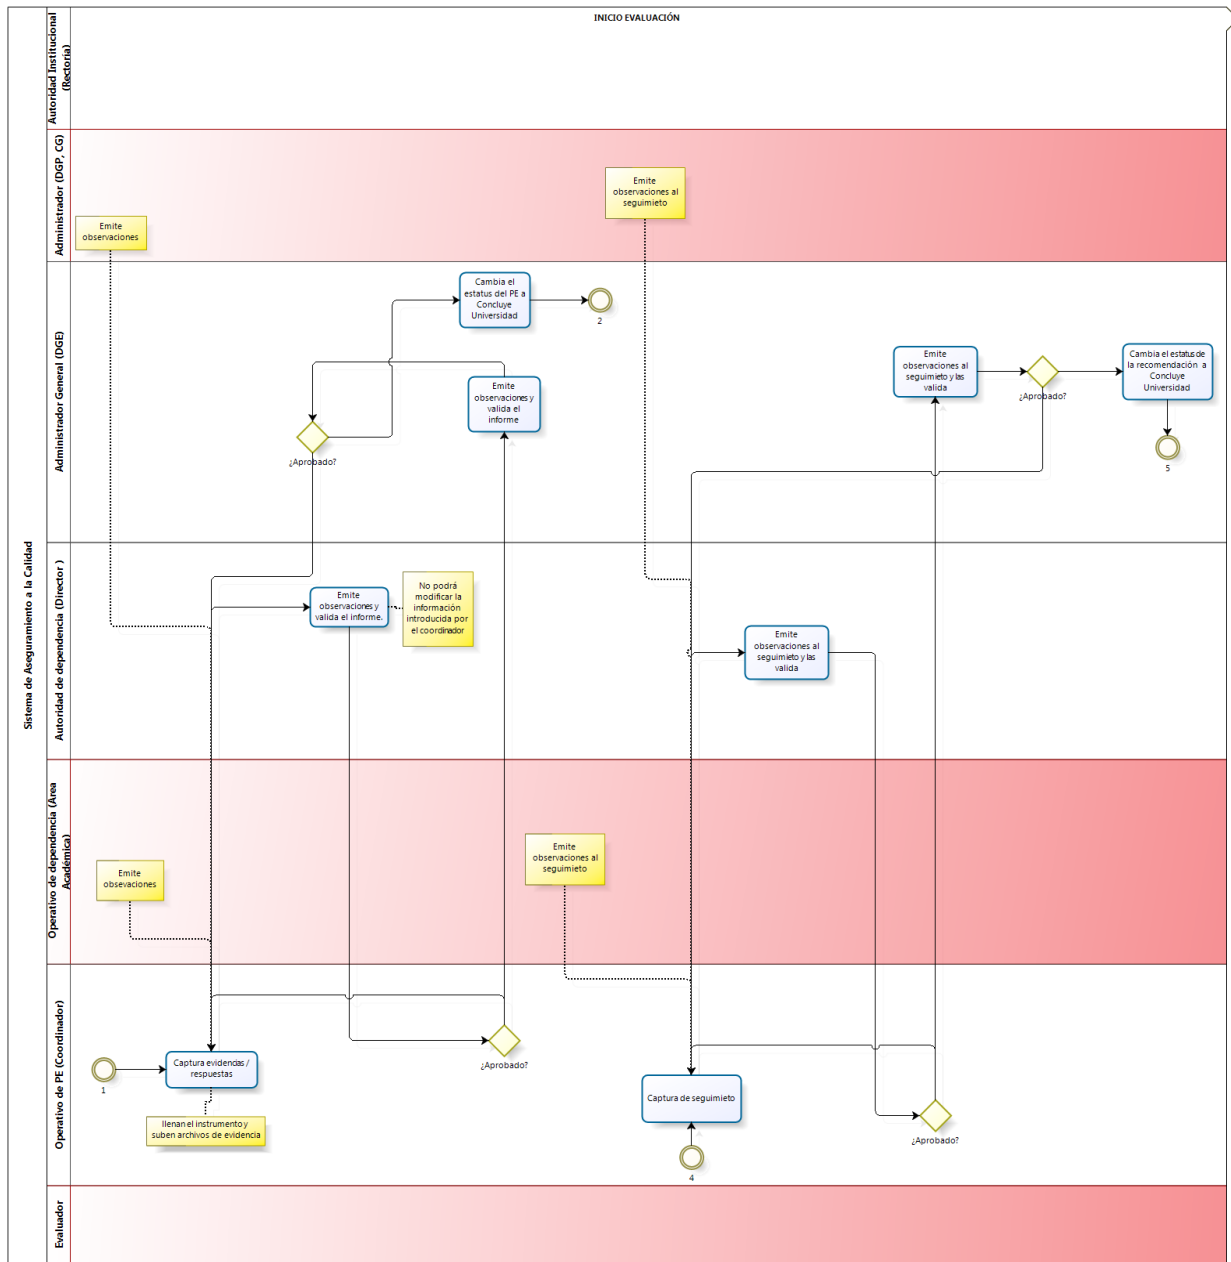 INICIO EVALUACIÓN
Sistema de Aseguramiento a la Calidad
Autoridad Institucional
(Rectoría)
Administrador (DGP, CG)
Emite
observaciones
Emite
observaciones al
seguimieto
Administrador General (DGE)
Cambia el
estatus del PE a
Concluye
Universidad
2
Emite
observaciones y
valida el
informe
¿Aprobado?
Emite
observaciones al
seguimieto y las
valida
¿Aprobado?
Cambia el estatus de
la recomendación a
Concluye
Universidad
5
Autoridad de dependencia (Director )
Emite
observaciones y
valida el informe.
No podrá
modificar la
información
introducida por
el coordinador
Emite
observaciones al
seguimieto y las
valida
Operativo de dependencia (Área
Académica)
Emite
obsevaciones
Emite
observaciones al
seguimieto
Operativo de PE (Coordinador)
1
Captura evidencias /
respuestas
llenan el instrumento y
suben archivos de evidencia
¿Aprobado?
Captura de seguimieto
4
¿Aprobado?
Evaluador